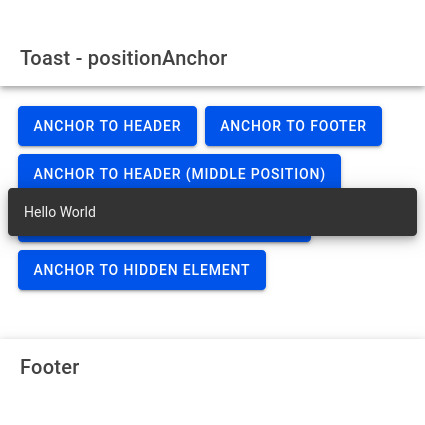 Toast - positionAnchor
ANCHOR TO HEADER ANCHOR TO FOOTER
ANCHOR TO HEADER (MIDDLE POSITION)
Hello World
ANCHOR TO HIDDEN ELEMENT
Footer